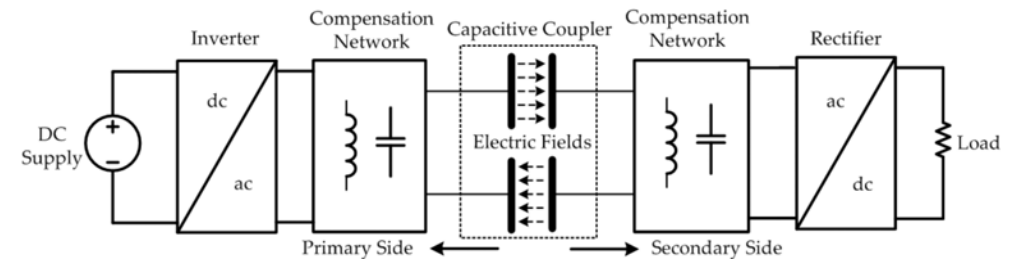 Inverter
dc
ac
Compensation
Network
Capacitive Coupler
Electric Fields
Compensation
Network
Rectifier
ac
dc
DC
Supply
+
−
Load
Primary Side
Secondary Side